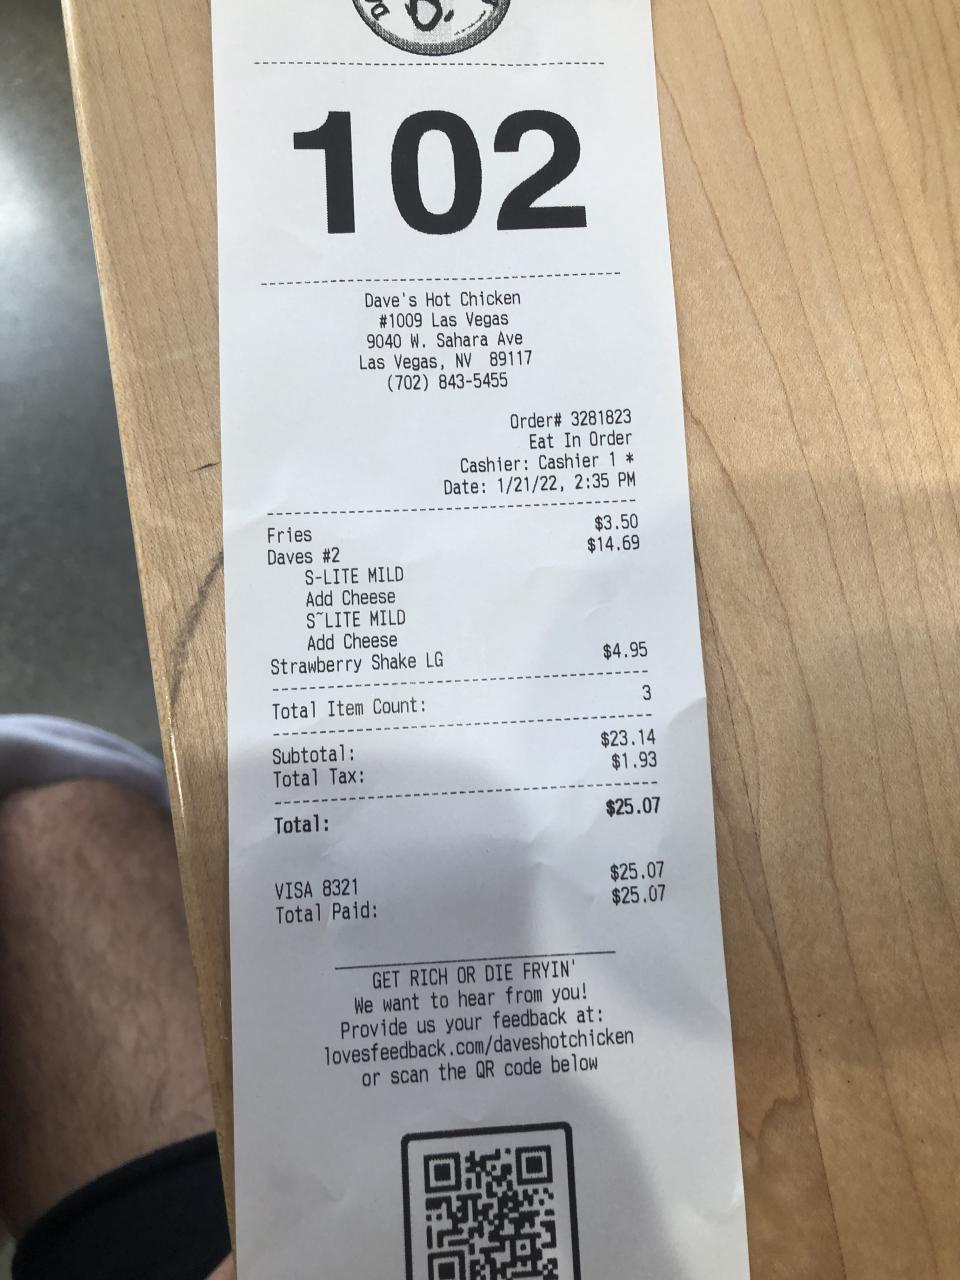 D.
102
Dave's Hot Chicken
#1009 Las Vegas
9040 W. Sahara Ave
Las Vegas, NV 89117
(702) 843-5455
Order# 3281823
Eat In Order
Cashier: Cashier 1 *
Date: 1/21/22, 2:35 PM
Fries $3.50
Daves #2 $14.69
S-LITE MILD
Add Cheese
S~LITE MILD
Add Cheese
Strawberry Shake LG $4.95
Total Item Count: 3
Subtotal: $23.14
Total Tax: $1.93
Total: $25.07
VISA 8321 $25.07
Total Paid: $25.07
GET RICH OR DIE FRYIN'
We want to hear from you!
Provide us your feedback at:
lovesfeedback.com/daveshotchicken
or scan the QR code below